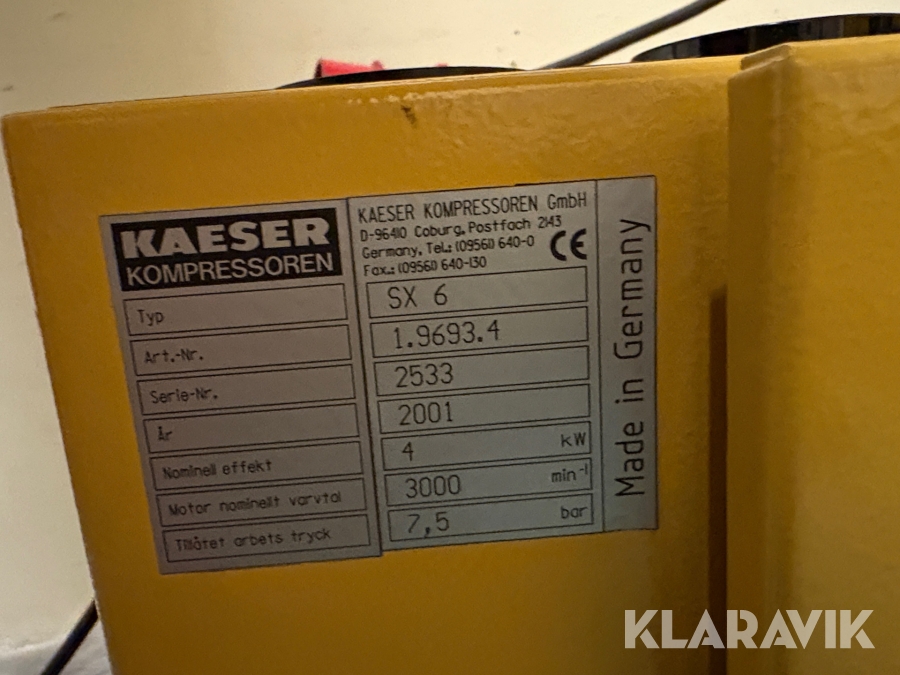 KAESER
KOMPRESSOREN
KAESER KOMPRESSOREN GmbH
D-96410 Coburg, Postfach 2143
Germany, Tel.: (09561) 640-0
Fax.: (09561) 640-130
CE
Typ SX 6
Art.-Nr. 1.9693.4
Serie-Nr. 2533
År 2001
Nominell effekt 4 kW
Motor nominellt varvtal 3000 min⁻¹
Tillåtet arbets tryck 7,5 bar
Made in Germany
KLARAVIK